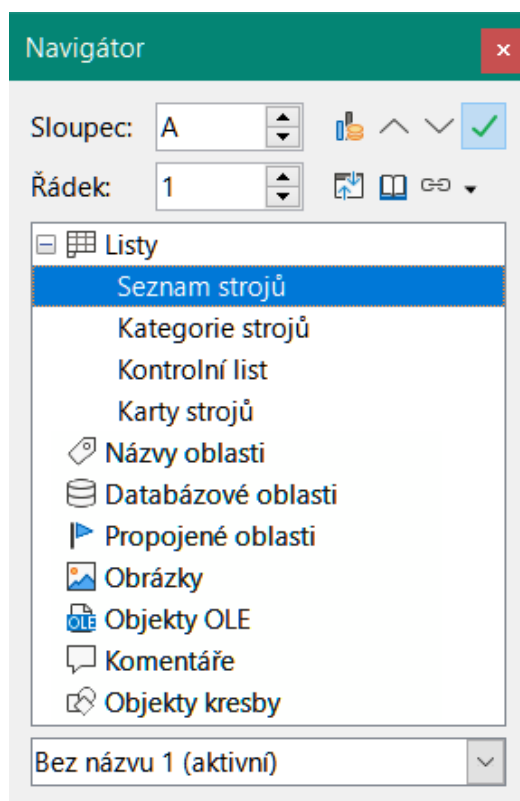 Navigátor
Sloupec: A
Řádek: 1
Listy
Seznam strojů
Kategorie strojů
Kontrolní list
Karty strojů
Názvy oblasti
Databázové oblasti
Propojené oblasti
Obrázky
OLE Objekty OLE
Komentáře
Objekty kresby
Bez názvu 1 (aktivní)